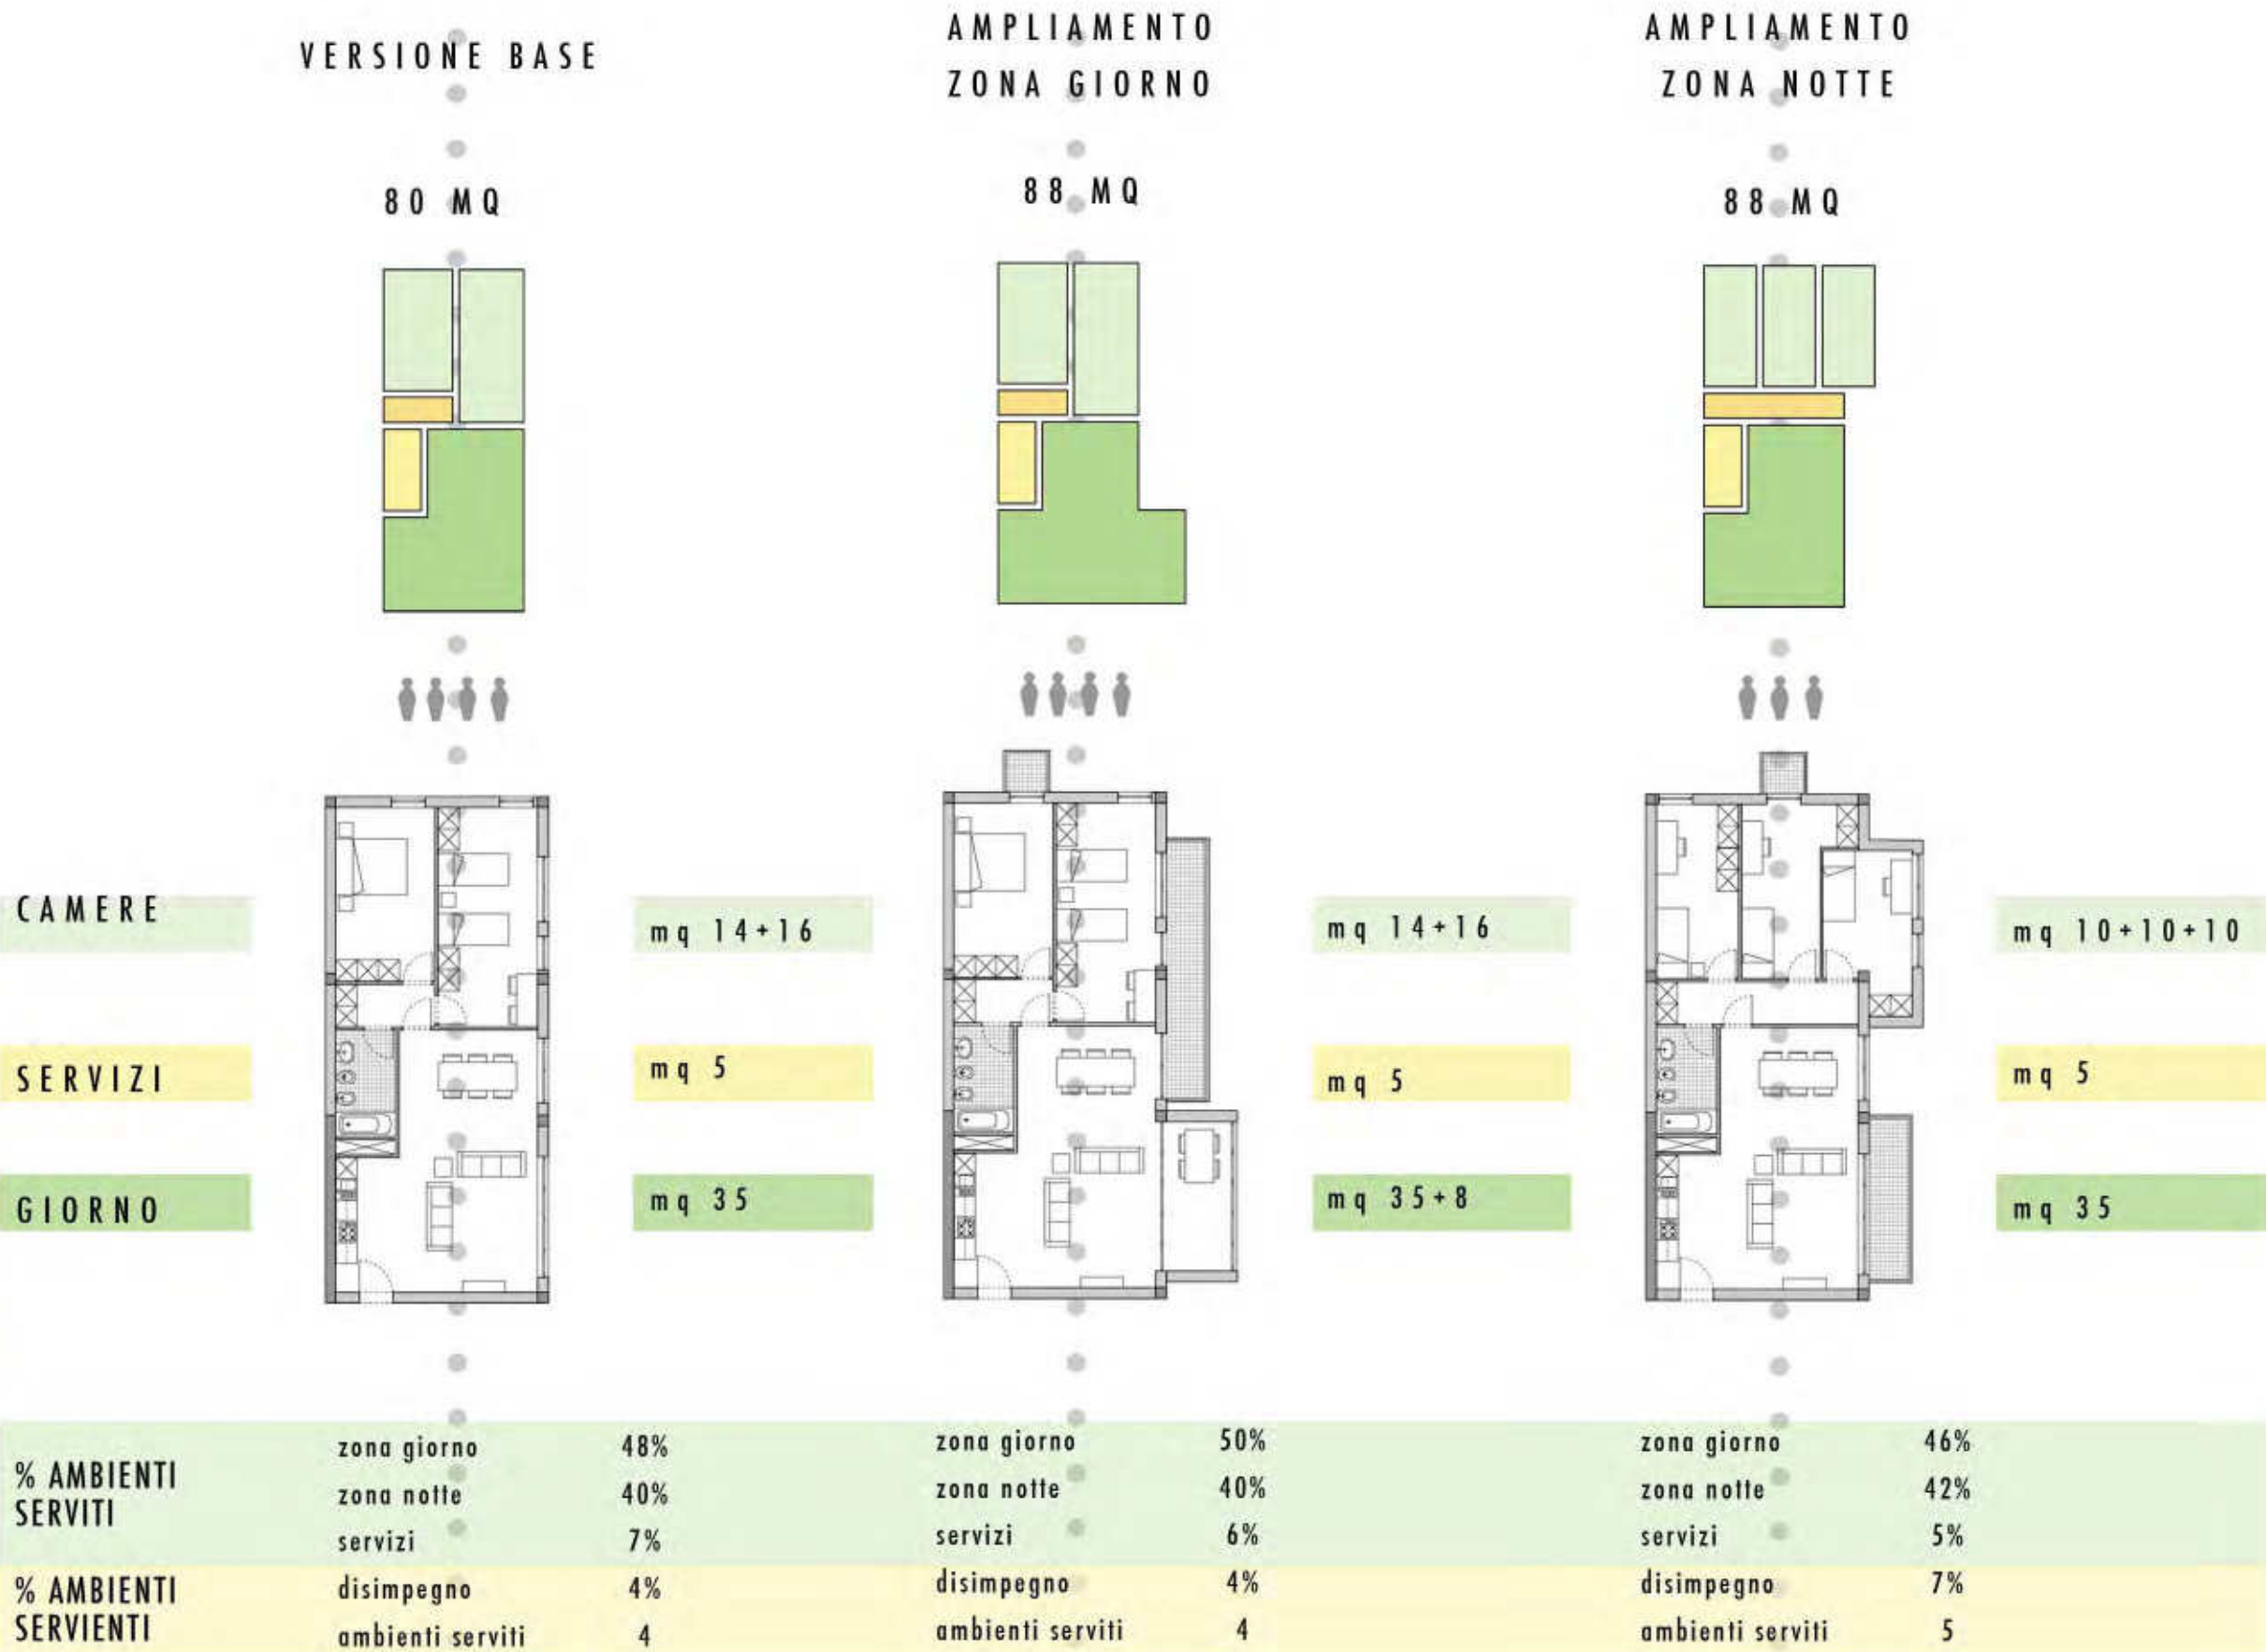 VERSIONE BASE
AMPLIAMENTO
ZONA GIORNO
AMPLIAMENTO
ZONA NOTTE
80 MQ
88 MQ
88 MQ
CAMERE
mq 14+16
mq 14+16
mq 10+10+10
SERVIZI
mq 5
mq 5
mq 5
GIORNO
mq 35
mq 35+8
mq 35
% AMBIENTI
SERVITI
zona giorno 48%
zona notte 40%
servizi 7%
zona giorno 50%
zona notte 40%
servizi 6%
zona giorno 46%
zona notte 42%
servizi 5%
% AMBIENTI
SERVIENTI
disimpegno 4%
ambienti serviti 4
disimpegno 4%
ambienti serviti 4
disimpegno 7%
ambienti serviti 5